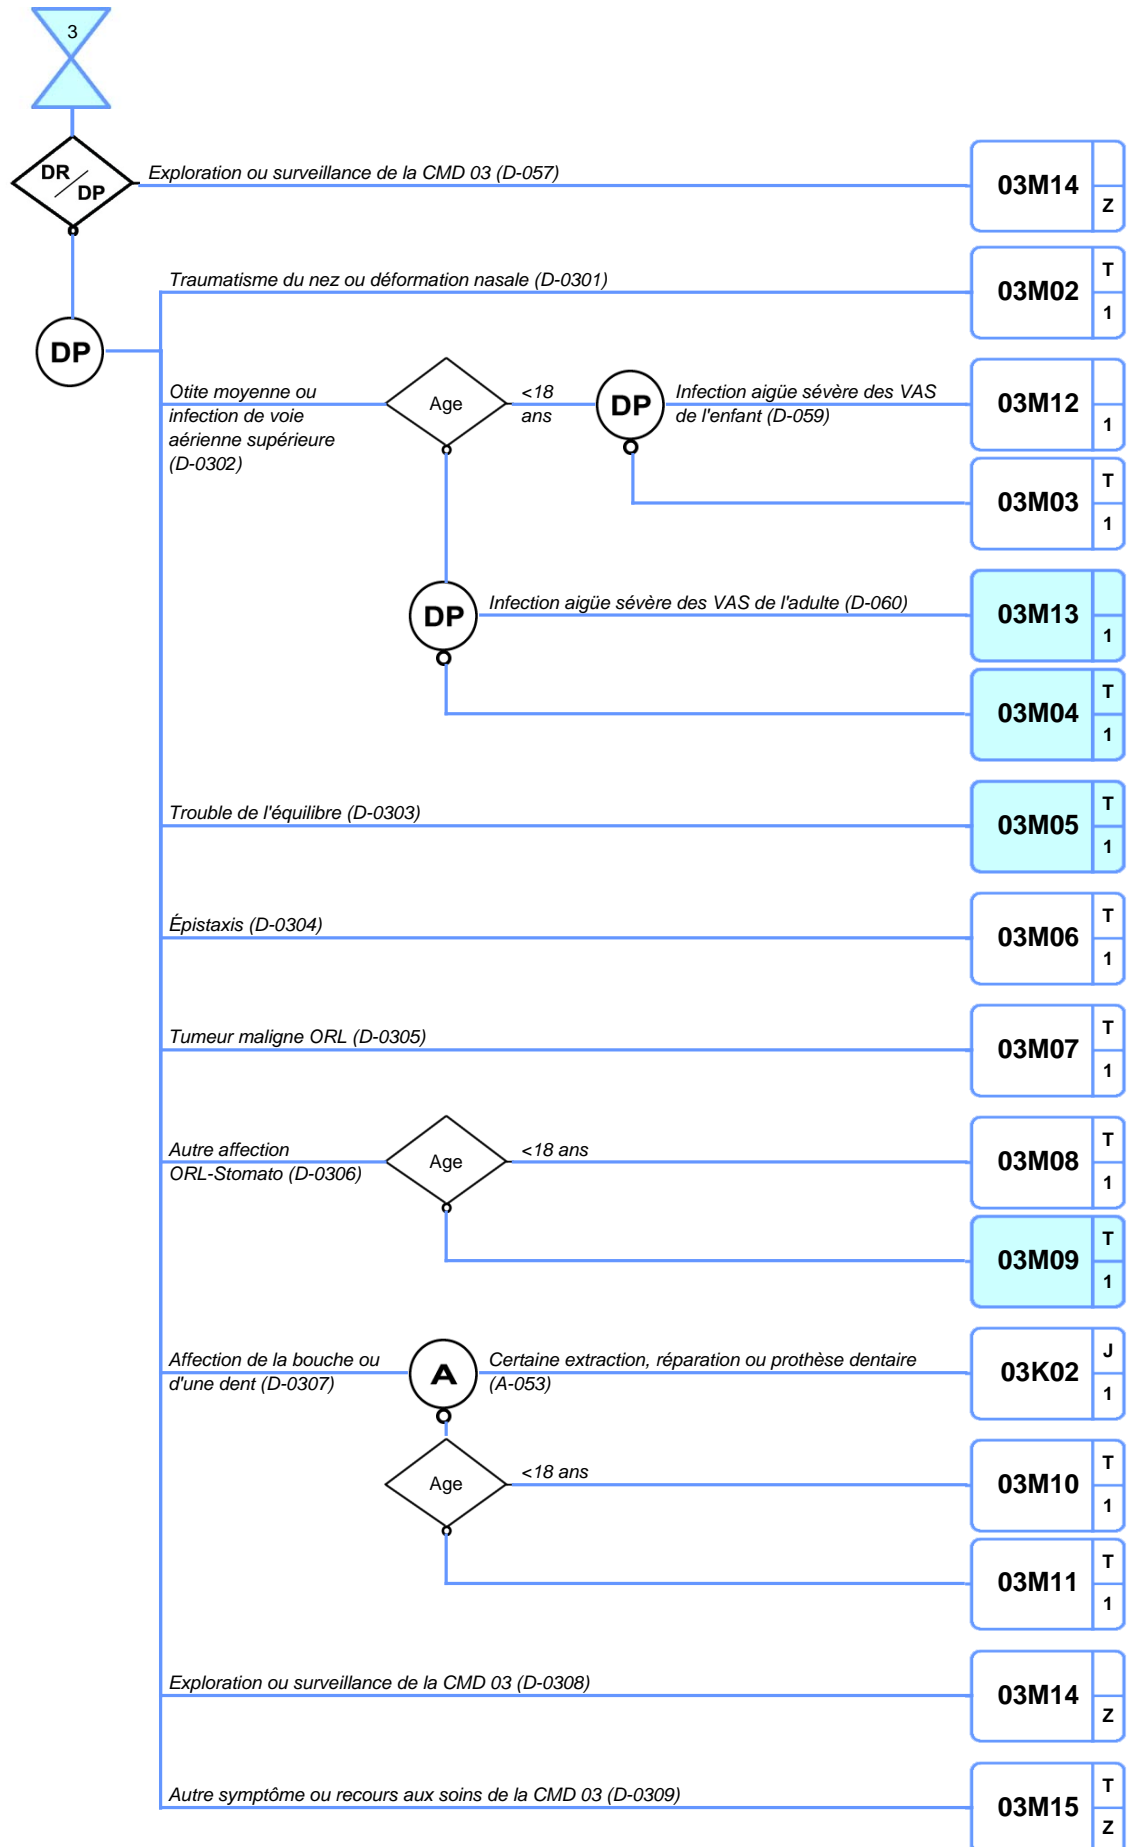 3
DR
DP
Exploration ou surveillance de la CMD 03 (D-057)
03M14
Z
Traumatisme du nez ou déformation nasale (D-0301)
03M02
T
1
DP
Otite moyenne ou
infection de voie
aérienne supérieure
(D-0302)
Age
<18
ans
DP
Infection aigüe sévère des VAS
de l'enfant (D-059)
03M12
1
03M03
T
1
DP
Infection aigüe sévère des VAS de l'adulte (D-060)
03M13
1
03M04
T
1
Trouble de l'équilibre (D-0303)
03M05
T
1
Épistaxis (D-0304)
03M06
T
1
Tumeur maligne ORL (D-0305)
03M07
T
1
Autre affection
ORL-Stomato (D-0306)
Age
<18 ans
03M08
T
1
03M09
T
1
Affection de la bouche ou
d'une dent (D-0307)
A
Certaine extraction, réparation ou prothèse dentaire
(A-053)
03K02
J
1
Age
<18 ans
03M10
T
1
03M11
T
1
Exploration ou surveillance de la CMD 03 (D-0308)
03M14
Z
Autre symptôme ou recours aux soins de la CMD 03 (D-0309)
03M15
T
Z